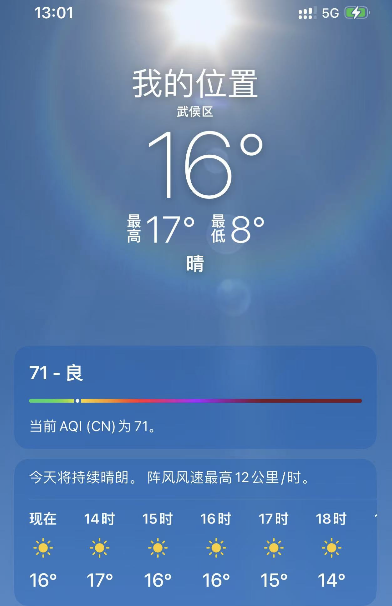 13:01 5G
我的位置
武侯区
16°
最高17° 最低8°
晴
71 - 良
当前 AQI (CN) 为 71。
今天将持续晴朗。 阵风风速最高 12 公里/时。
现在 14时 15时 16时 17时 18时
16° 17° 16° 16° 15° 14°